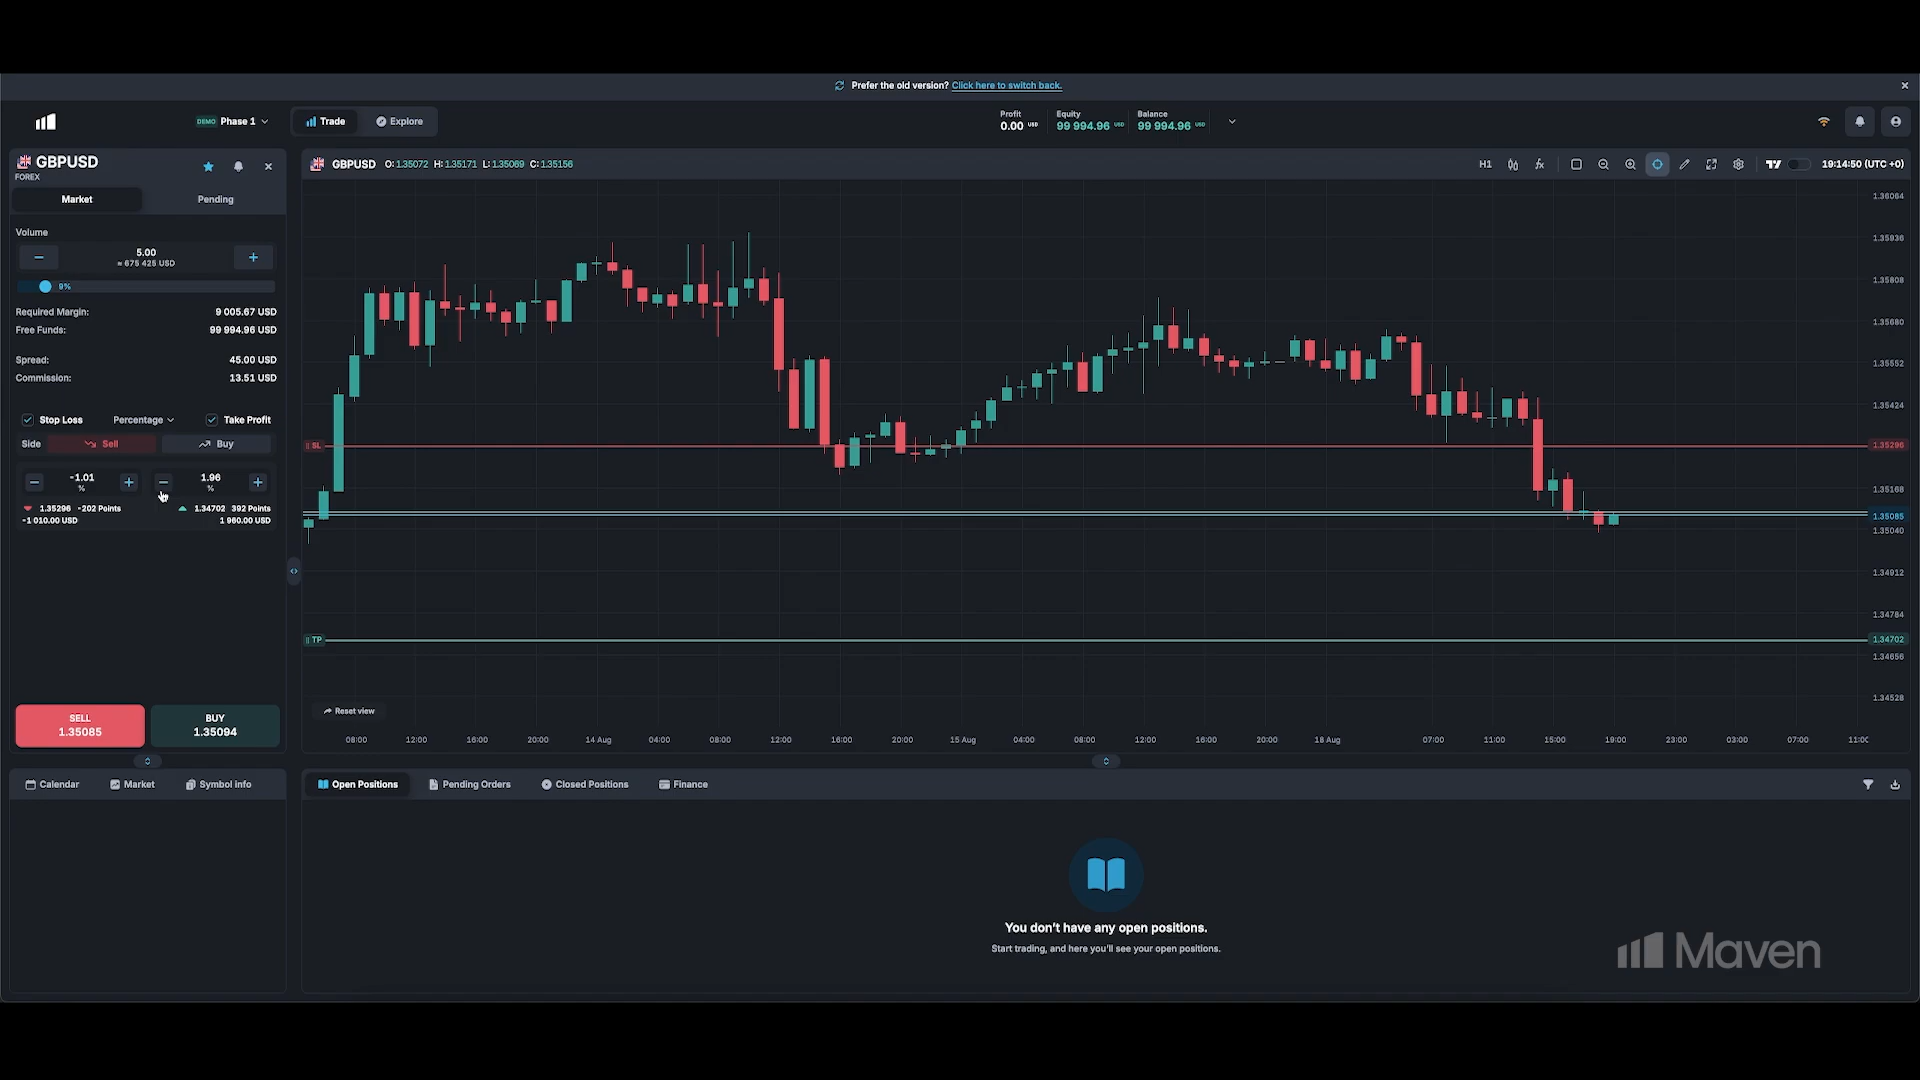 Prefer the old version? Click here to switch back.
DEMO Phase 1
Trade
Explore
Profit
0.00 USD
Equity
99 994.96 USD
Balance
99 994.96 USD
GBPUSD
FOREX
Market
Pending
Volume
5.00
≈ 675 425 USD
9%
Required Margin: 9 005.67 USD
Free Funds: 99 994.96 USD
Spread: 45.00 USD
Commission: 13.51 USD
Stop Loss Percentage Take Profit
Side Sell Buy
-1.01
%
1.96
%
1.35296 -202 Points
-1 010.00 USD
1.34702 392 Points
1 960.00 USD
SELL
1.35085
BUY
1.35094
GBPUSD O:1.35072 H:1.35171 L:1.35069 C:1.35156
H1
19:14:50 (UTC +0)
1.36064
1.35936
1.35808
1.35680
1.35552
1.35424
SL
1.35296
1.35168
1.35085
1.35040
1.34912
1.34784
TP
1.34702
1.34656
1.34528
Reset view
08:00 12:00 16:00 20:00 14 Aug 04:00 08:00 12:00 16:00 20:00 15 Aug 04:00 08:00 12:00 16:00 20:00 18 Aug 07:00 11:00 15:00 19:00 23:00 03:00 07:00 11:00
Calendar
Market
Symbol info
Open Positions
Pending Orders
Closed Positions
Finance
You don't have any open positions.
Start trading, and here you'll see your open positions.
Maven